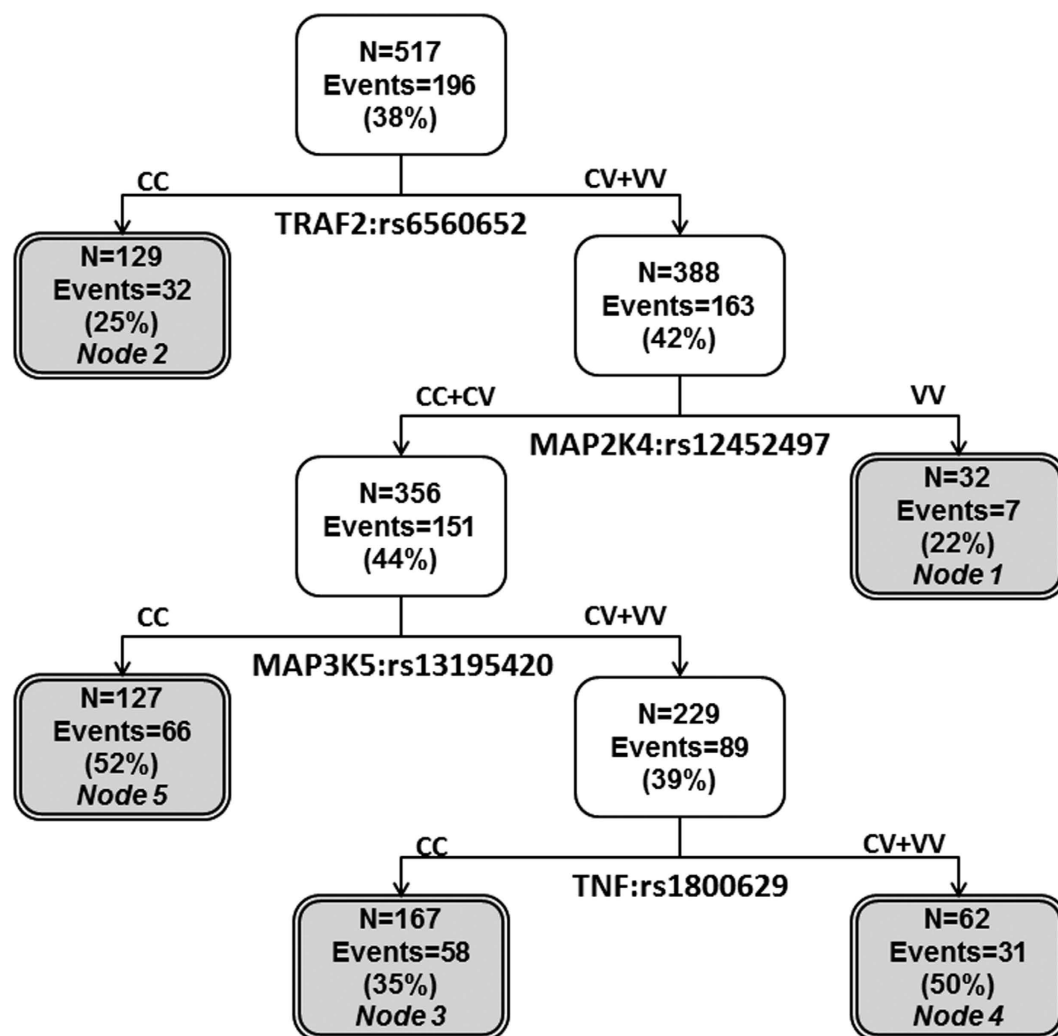 N=517
Events=196
(38%)
CC
CV+VV
TRAF2:rs6560652
N=129
Events=32
(25%)
Node 2
N=388
Events=163
(42%)
CC+CV
VV
MAP2K4:rs12452497
N=356
Events=151
(44%)
N=32
Events=7
(22%)
Node 1
CC
CV+VV
MAP3K5:rs13195420
N=127
Events=66
(52%)
Node 5
N=229
Events=89
(39%)
CC
CV+VV
TNF:rs1800629
N=167
Events=58
(35%)
Node 3
N=62
Events=31
(50%)
Node 4